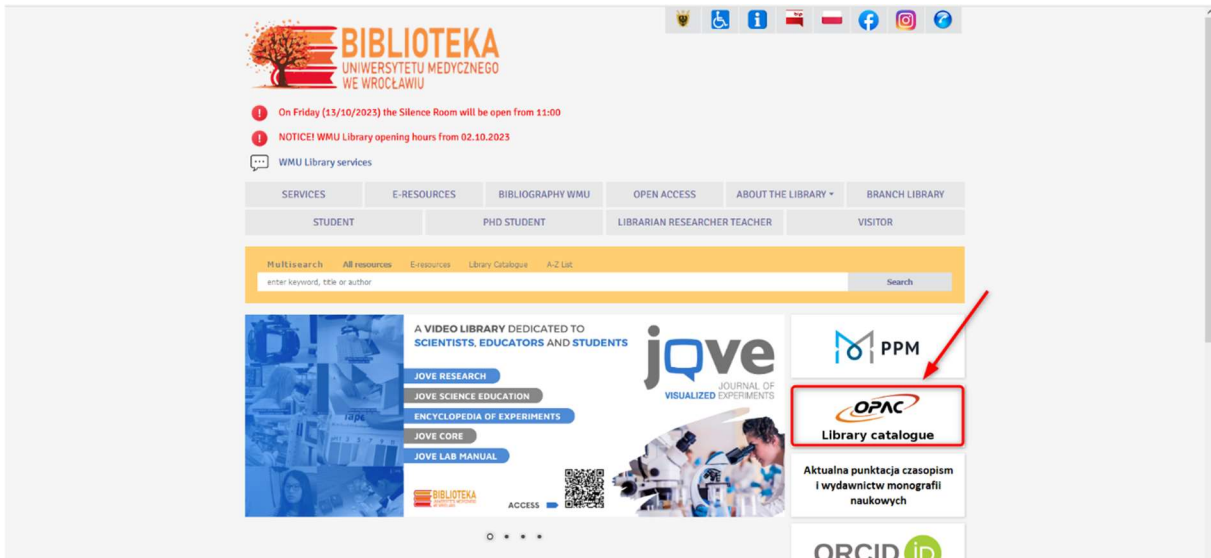 BIBLIOTEKA
UNIWERSYTETU MEDYCZNEGO
WE WROCŁAWIU
On Friday (13/10/2023) the Silence Room will be open from 11:00
NOTICE! WMU Library opening hours from 02.10.2023
WMU Library services
SERVICES E-RESOURCES BIBLIOGRAPHY WMU OPEN ACCESS ABOUT THE LIBRARY BRANCH LIBRARY
STUDENT PHD STUDENT LIBRARIAN RESEARCHER TEACHER VISITOR
Multisearch All resources E-resources Library Catalogue A-Z List
enter keyword, title or author Search
A VIDEO LIBRARY DEDICATED TO
SCIENTISTS, EDUCATORS AND STUDENTS
JOVE RESEARCH
JOVE SCIENCE EDUCATION
ENCYCLOPEDIA OF EXPERIMENTS
JOVE CORE
JOVE LAB MANUAL
BIBLIOTEKA
ACCESS
jove
JOURNAL OF
VISUALIZED EXPERIMENTS
PPM
OPAC
Library catalogue
Aktualna punktacja czasopism
i wydawnictw monografii
naukowych
ORCID iD